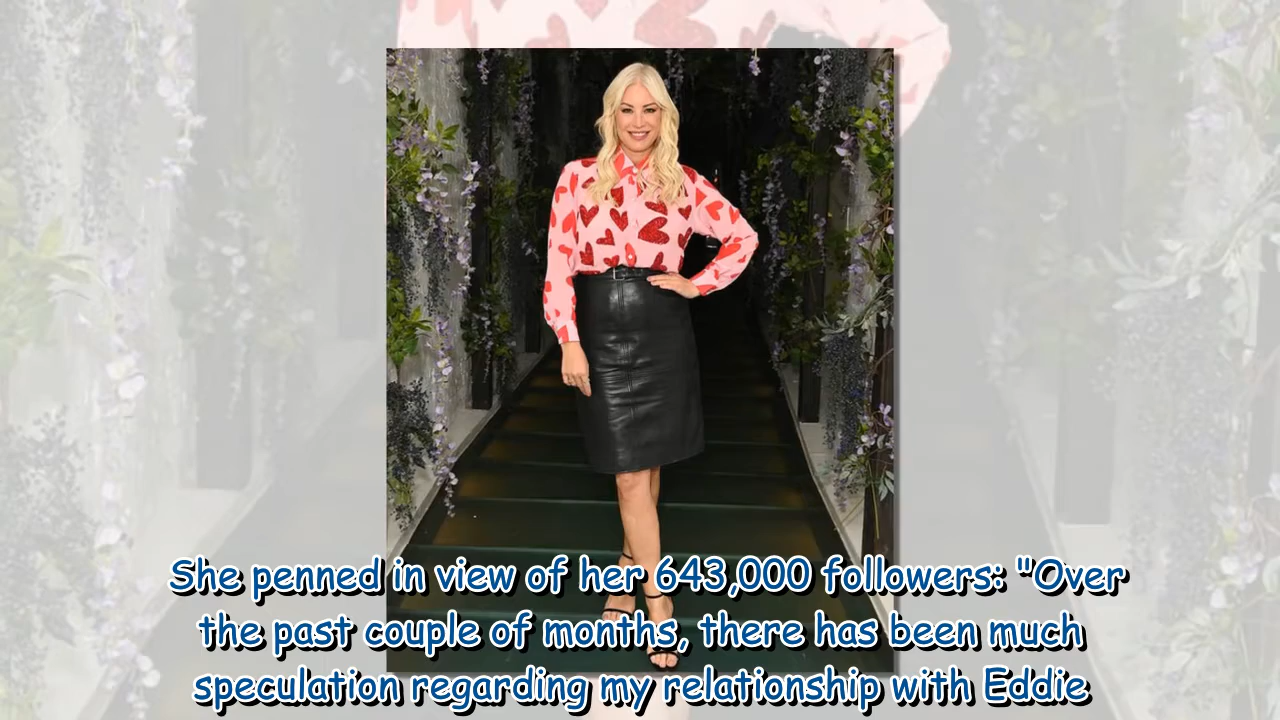 She penned in view of her 643,000 followers: "Over
the past couple of months, there has been much
speculation regarding my relationship with Eddie